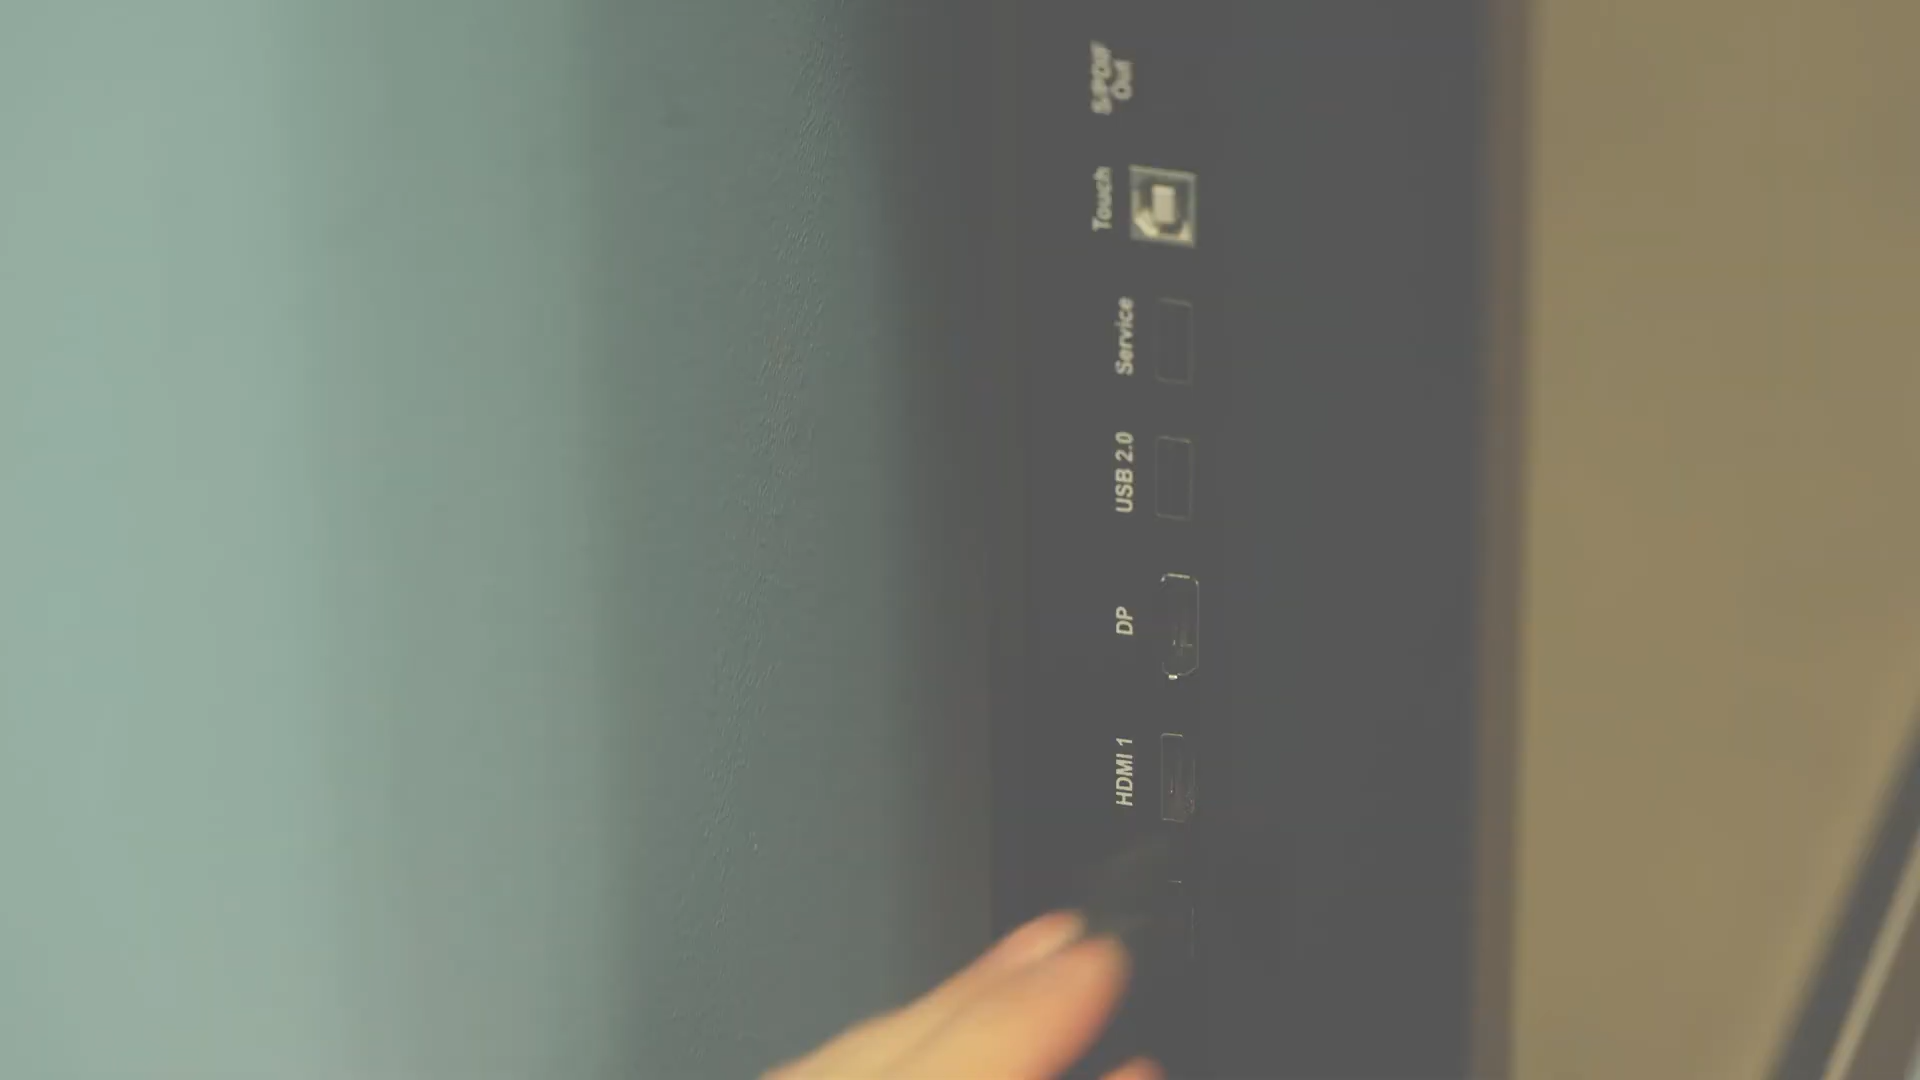 S/PDIF
Out
Touch
Service
USB 2.0
DP
HDMI 1